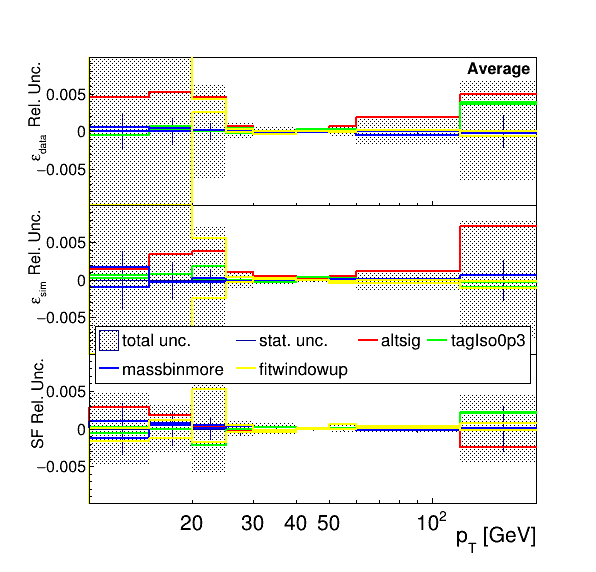 Average
ε_data Rel. Unc.
0.005
0
−0.005
ε_sim Rel. Unc.
0.005
0
−0.005
total unc. stat. unc. altsig tagIso0p3
massbinmore fitwindowup
SF Rel. Unc.
0.005
0
−0.005
20 30 40 50 10²
p_T [GeV]